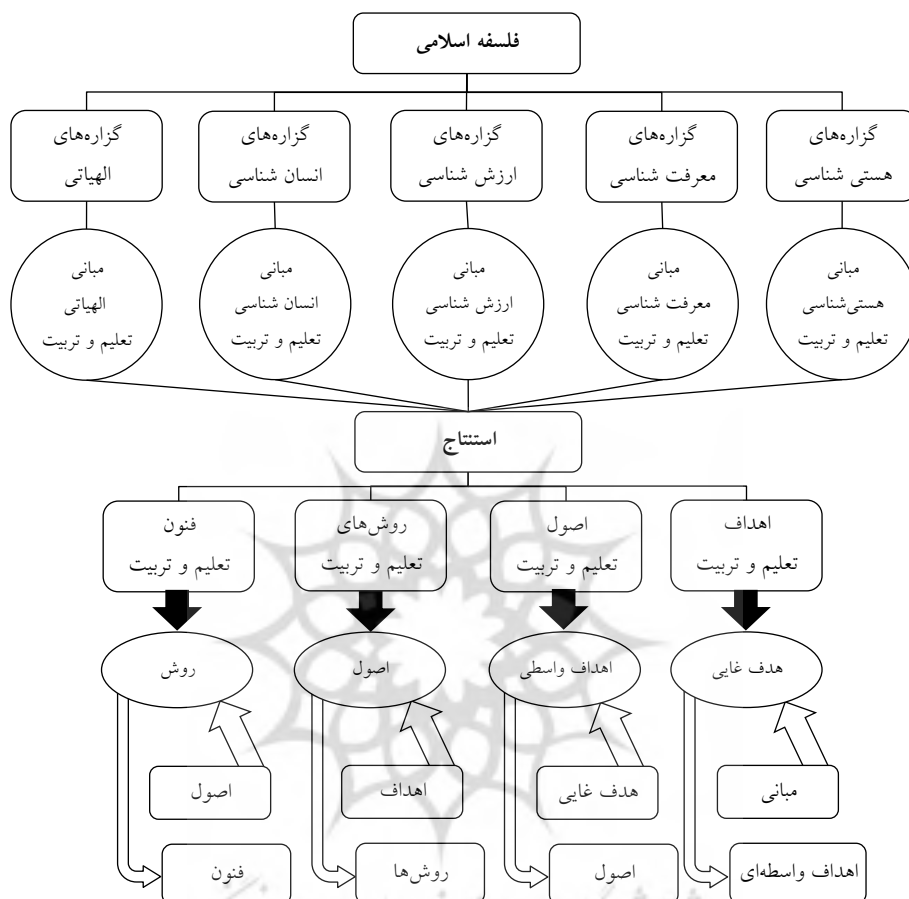 فلسفه اسلامی
گزاره‌های
هستی شناسی
گزاره‌های
معرفت شناسی
گزاره‌های
ارزش شناسی
گزاره‌های
انسان شناسی
گزاره‌های
الهیاتی
مبانی
هستی‌شناسی
تعلیم و تربیت
مبانی
معرفت شناسی
تعلیم و تربیت
مبانی
ارزش شناسی
تعلیم و تربیت
مبانی
انسان شناسی
تعلیم و تربیت
مبانی
الهیاتی
تعلیم و تربیت
استنتاج
اهداف
تعلیم و تربیت
اصول
تعلیم و تربیت
روش‌های
تعلیم و تربیت
فنون
تعلیم و تربیت
هدف غایی
اهداف واسطی
اصول
روش
مبانی
هدف غایی
اهداف
اصول
اهداف واسطه‌ای
اصول
روش‌ها
فنون